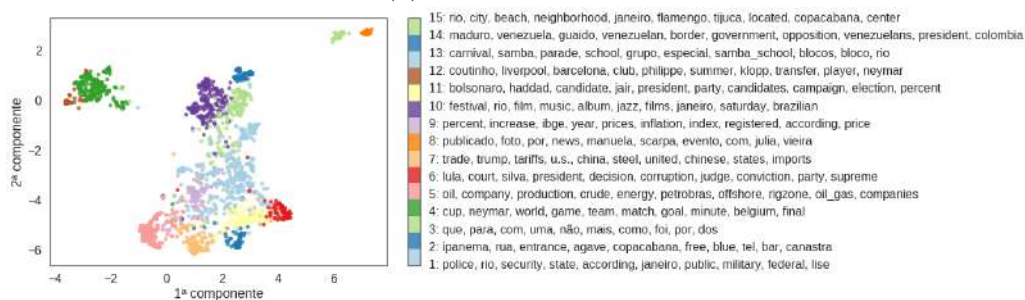 2
0
−2
−4
−6
−4
−2
0
2
4
6
2ª componente
1ª componente
15: rio, city, beach, neighborhood, janeiro, flamengo, tijuca, located, copacabana, center
14: maduro, venezuela, guaido, venezuelan, border, government, opposition, venezuelans, president, colombia
13: carnival, samba, parade, school, grupo, especial, samba_school, blocos, bloco, rio
12: coutinho, liverpool, barcelona, club, philippe, summer, klopp, transfer, player, neymar
11: bolsonaro, haddad, candidate, jair, president, party, candidates, campaign, election, percent
10: festival, rio, film, music, album, jazz, films, janeiro, saturday, brazilian
9: percent, increase, ibge, year, prices, inflation, index, registered, according, price
8: publicado, foto, por, news, manuela, scarpa, evento, com, julia, vieira
7: trade, trump, tariffs, u.s., china, steel, united, chinese, states, imports
6: lula, court, silva, president, decision, corruption, judge, conviction, party, supreme
5: oil, company, production, crude, energy, petrobras, offshore, rigzone, oil_gas, companies
4: cup, neymar, world, game, team, match, goal, minute, belgium, final
3: que, para, com, uma, não, mais, como, foi, por, dos
2: ipanema, rua, entrance, agave, copacabana, free, blue, tel, bar, canastra
1: police, rio, security, state, according, janeiro, public, military, federal, lise